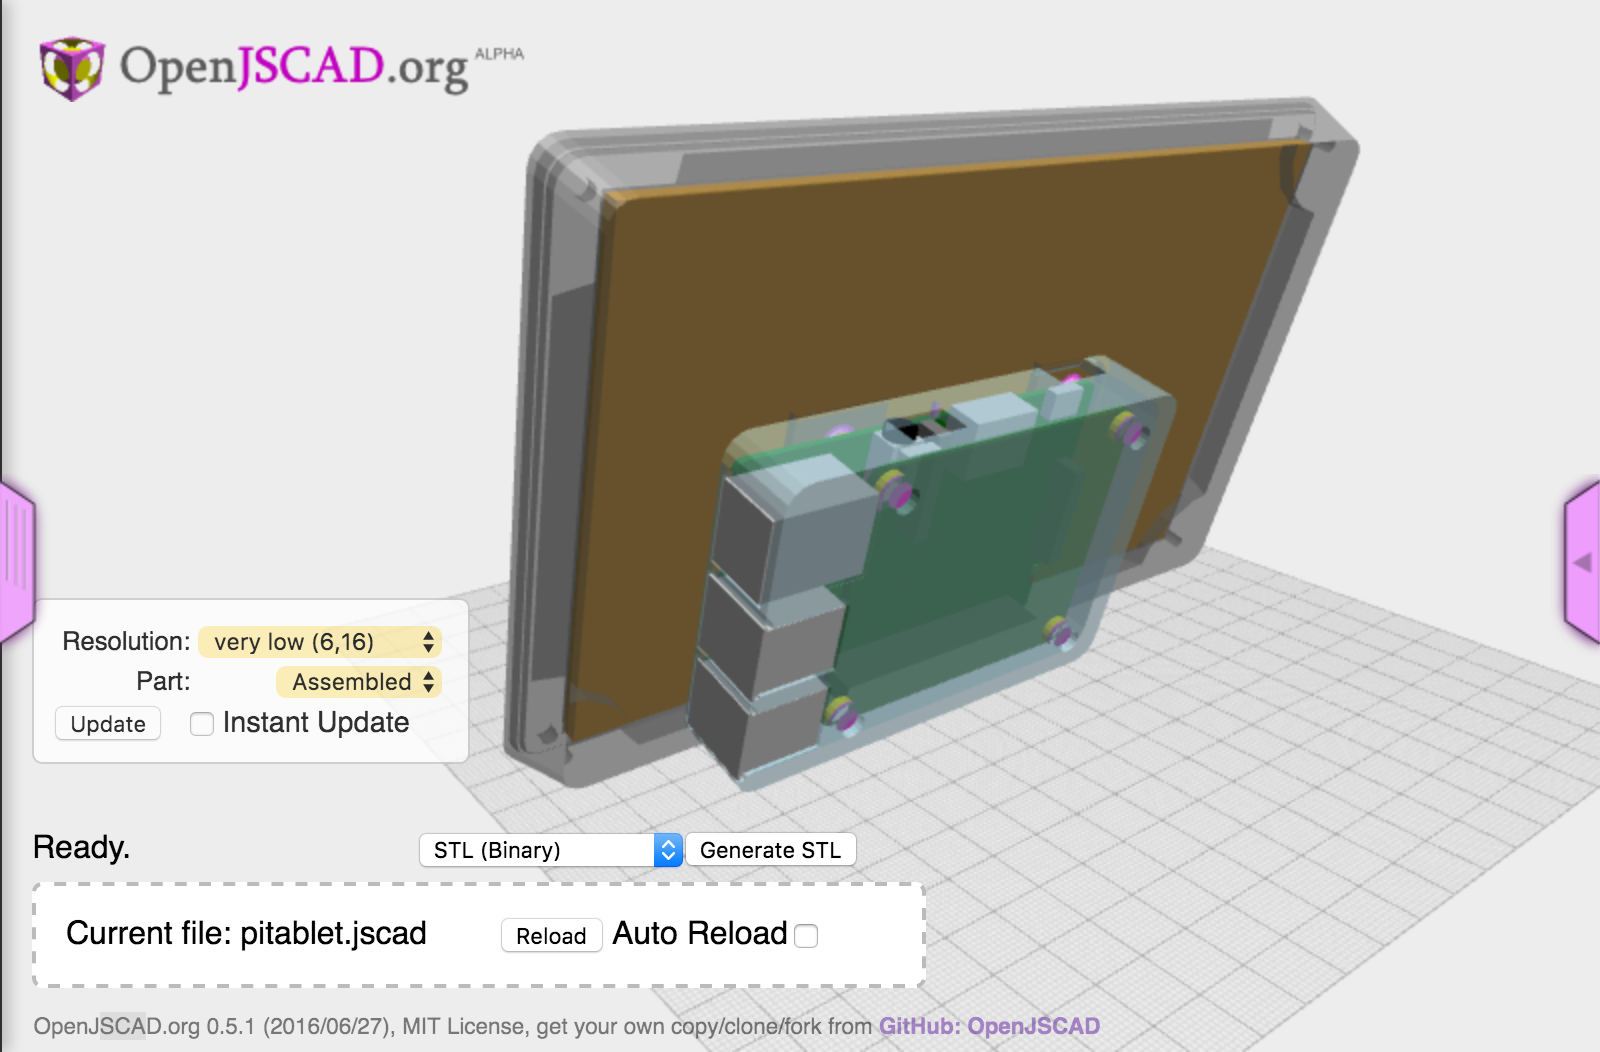 OpenJSCAD.org ALPHA
Resolution: very low (6,16)
Part: Assembled
Update Instant Update
Ready. STL (Binary) Generate STL
Current file: pitablet.jscad Reload Auto Reload
OpenJSCAD.org 0.5.1 (2016/06/27), MIT License, get your own copy/clone/fork from GitHub: OpenJSCAD